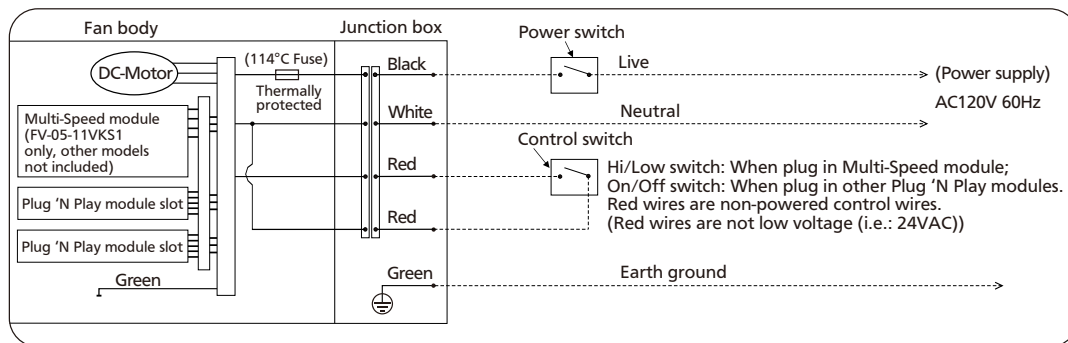 Fan body
Junction box
Power switch
(114°C Fuse)
Black
Live
(Power supply)
DC-Motor
Thermally
protected
AC120V 60Hz
White
Neutral
Multi-Speed module
(FV-05-11VKS1
only, other models
not included)
Control switch
Red
Hi/Low switch: When plug in Multi-Speed module;
On/Off switch: When plug in other Plug ‘N Play modules.
Red wires are non-powered control wires.
(Red wires are not low voltage (i.e.: 24VAC))
Plug ‘N Play module slot
Red
Plug ‘N Play module slot
Green
Green
Earth ground